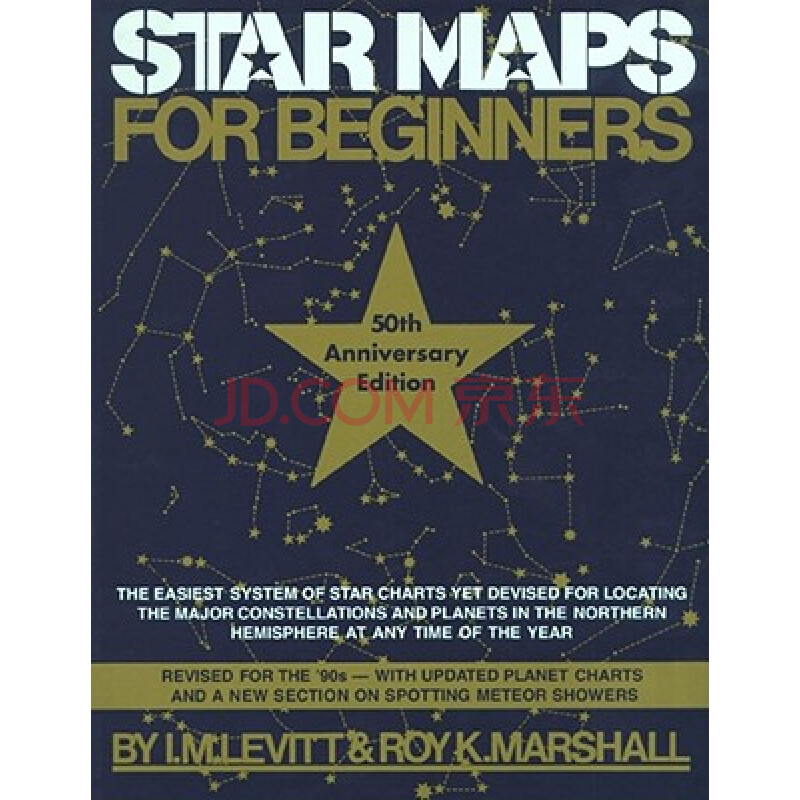 STAR MAPS
FOR BEGINNERS
50th
Anniversary
Edition
JD.COM 京东
THE EASIEST SYSTEM OF STAR CHARTS YET DEVISED FOR LOCATING
THE MAJOR CONSTELLATIONS AND PLANETS IN THE NORTHERN
HEMISPHERE AT ANY TIME OF THE YEAR
REVISED FOR THE '90s — WITH UPDATED PLANET CHARTS
AND A NEW SECTION ON SPOTTING METEOR SHOWERS
BY I.M. LEVITT & ROY K. MARSHALL